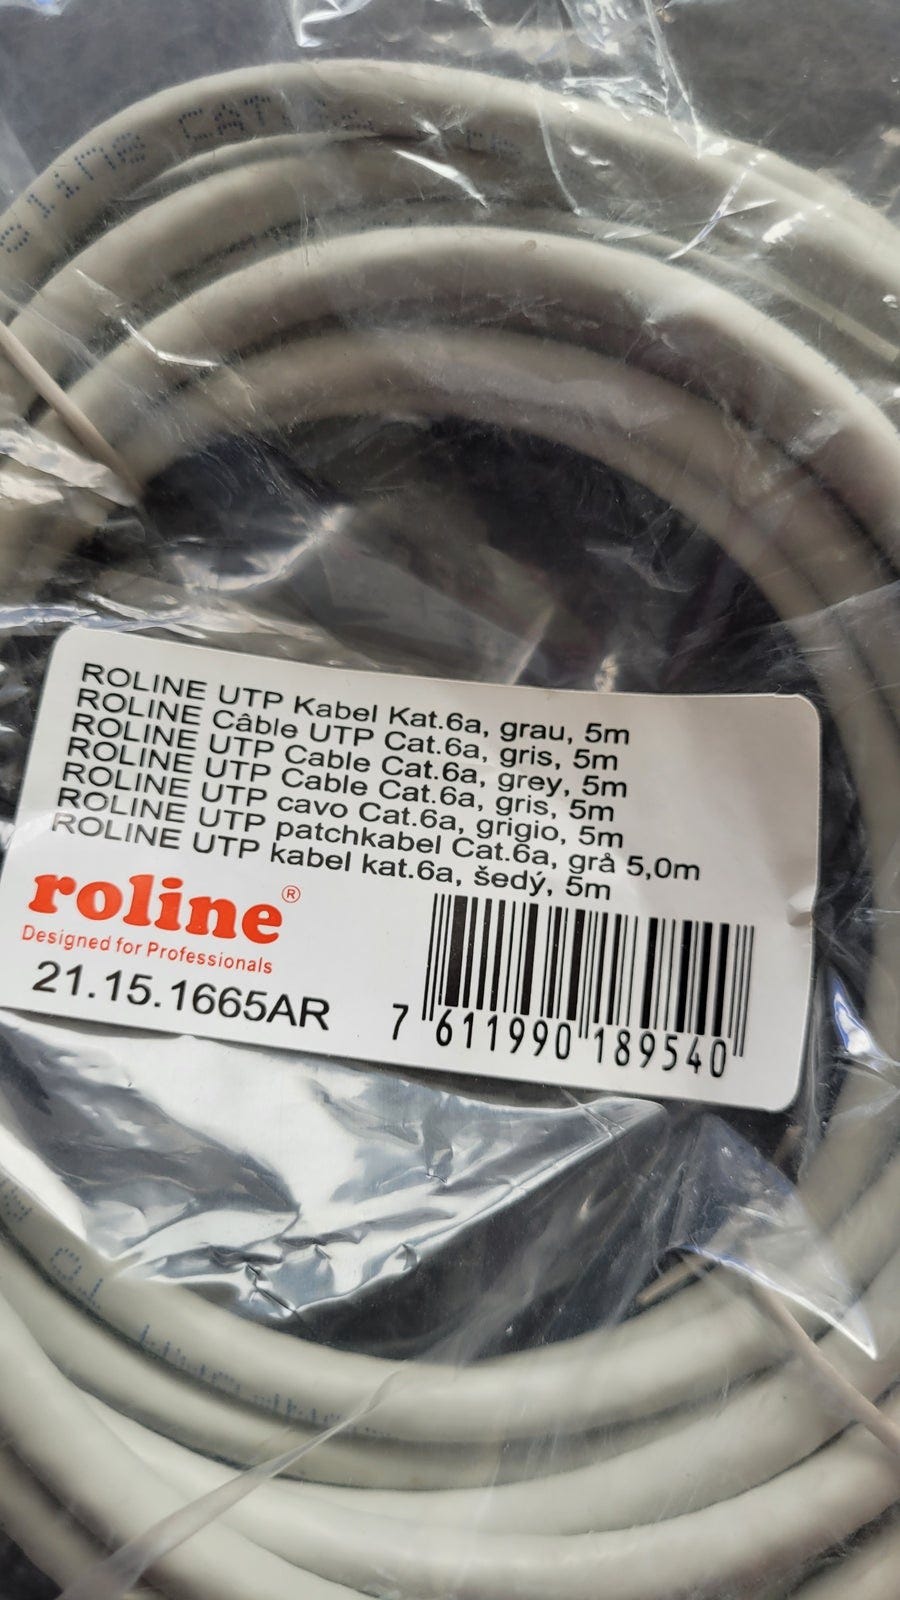 ROLINE UTP Kabel Kat.6a, grau, 5m
ROLINE Câble UTP Cat.6a, gris, 5m
ROLINE UTP Cable Cat.6a, grey, 5m
ROLINE UTP Cable Cat.6a, gris, 5m
ROLINE UTP cavo Cat.6a, grigio, 5m
ROLINE UTP patchkabel Cat.6a, grå 5,0m
ROLINE UTP kabel kat.6a, šedý, 5m
roline®
Designed for Professionals
21.15.1665AR
7 611990 189540